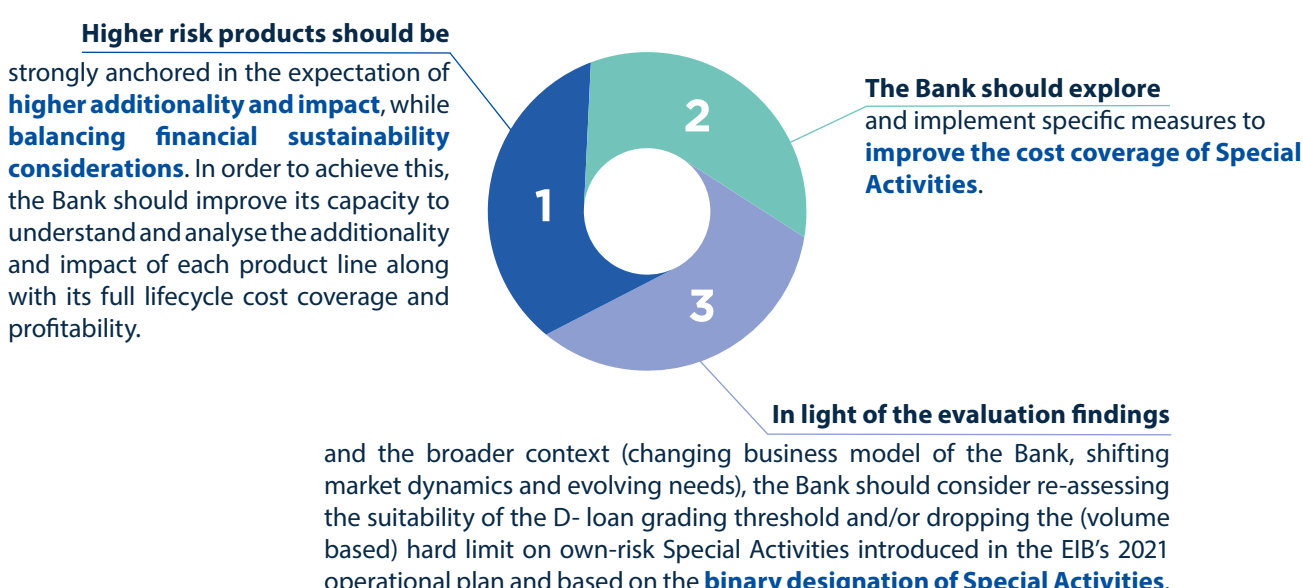 Higher risk products should be
strongly anchored in the expectation of
higher additionality and impact, while
balancing financial sustainability
considerations. In order to achieve this,
the Bank should improve its capacity to
understand and analyse the additionality
and impact of each product line along
with its full lifecycle cost coverage and
profitability.
1
2
3
The Bank should explore
and implement specific measures to
improve the cost coverage of Special
Activities.
In light of the evaluation findings
and the broader context (changing business model of the Bank, shifting
market dynamics and evolving needs), the Bank should consider re-assessing
the suitability of the D- loan grading threshold and/or dropping the (volume
based) hard limit on own-risk Special Activities introduced in the EIB's 2021
operational plan and based on the binary designation of Special Activities.